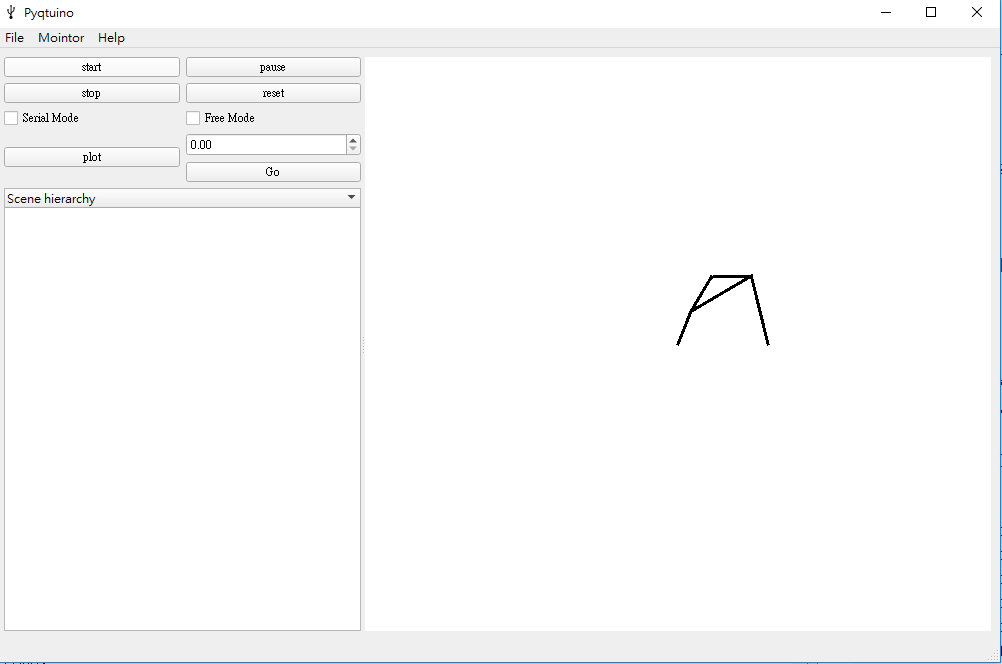 Pyqtuino
File Mointor Help
start pause
stop reset
Serial Mode Free Mode
0.00
plot
Go
Scene hierarchy